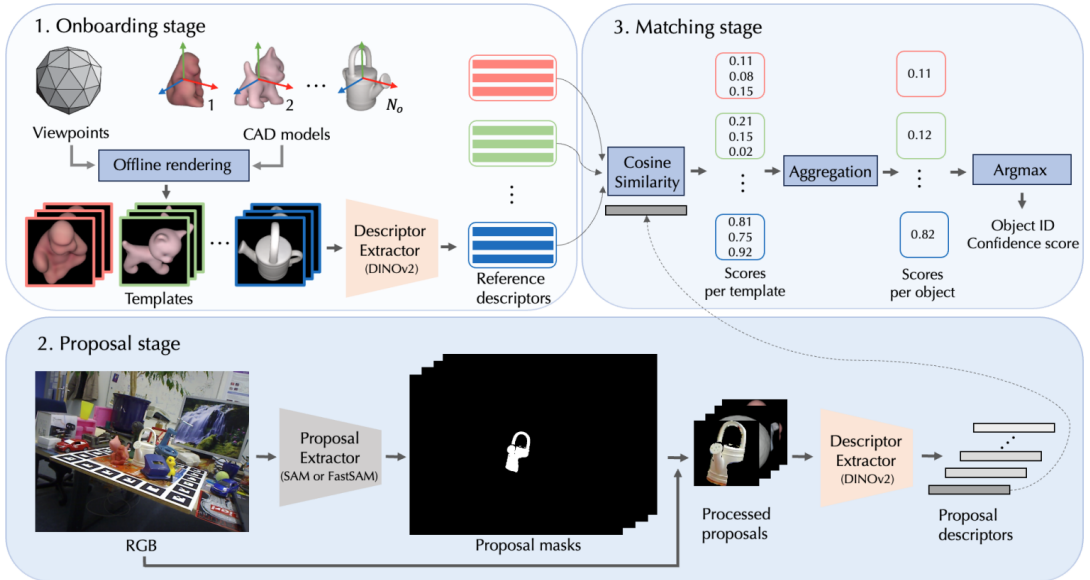 1. Onboarding stage
1
2
...
Nₒ
Viewpoints
CAD models
Offline rendering
...
Templates
Descriptor
Extractor
(DINOv2)
Reference
descriptors
3. Matching stage
Cosine
Similarity
0.11
0.08
0.15
0.21
0.15
0.02
0.81
0.75
0.92
Scores
per template
Aggregation
0.11
0.12
0.82
Scores
per object
Argmax
Object ID
Confidence score
2. Proposal stage
RGB
Proposal
Extractor
(SAM or FastSAM)
Proposal masks
Processed
proposals
Descriptor
Extractor
(DINOv2)
Proposal
descriptors